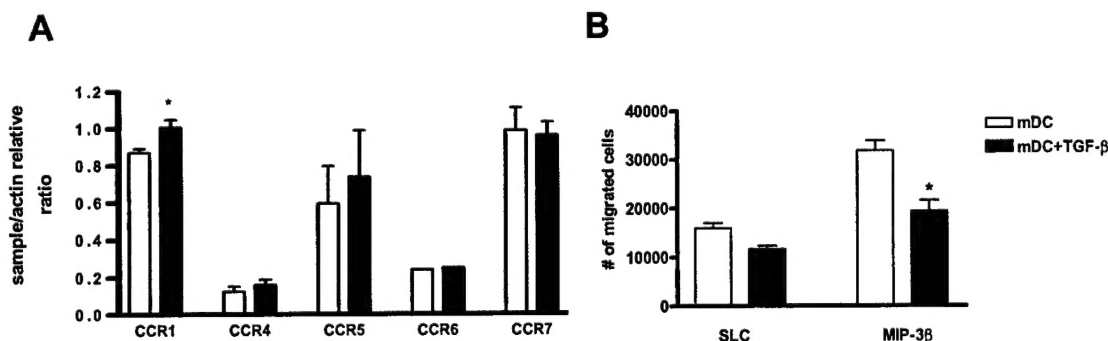 A
sample/actin relative
ratio
1.2
1.0
0.8
0.6
0.4
0.2
0.0
*
CCR1
CCR4
CCR5
CCR6
CCR7
B
# of migrated cells
40000
30000
20000
10000
0
*
SLC
MIP-3β
mDC
mDC+TGF-β